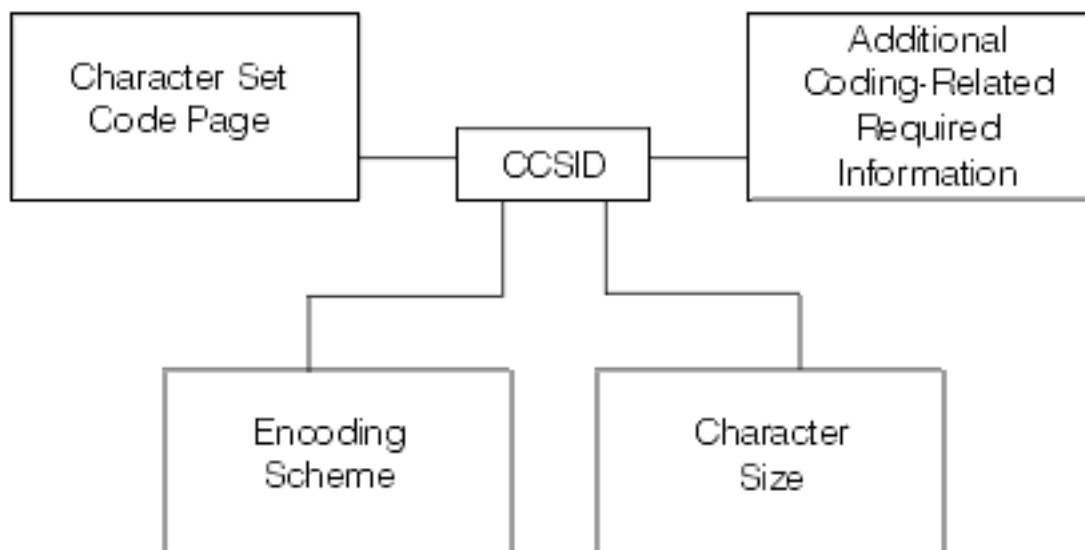 Character Set
Code Page
CCSID
Additional
Coding-Related
Required
Information
Encoding
Scheme
Character
Size